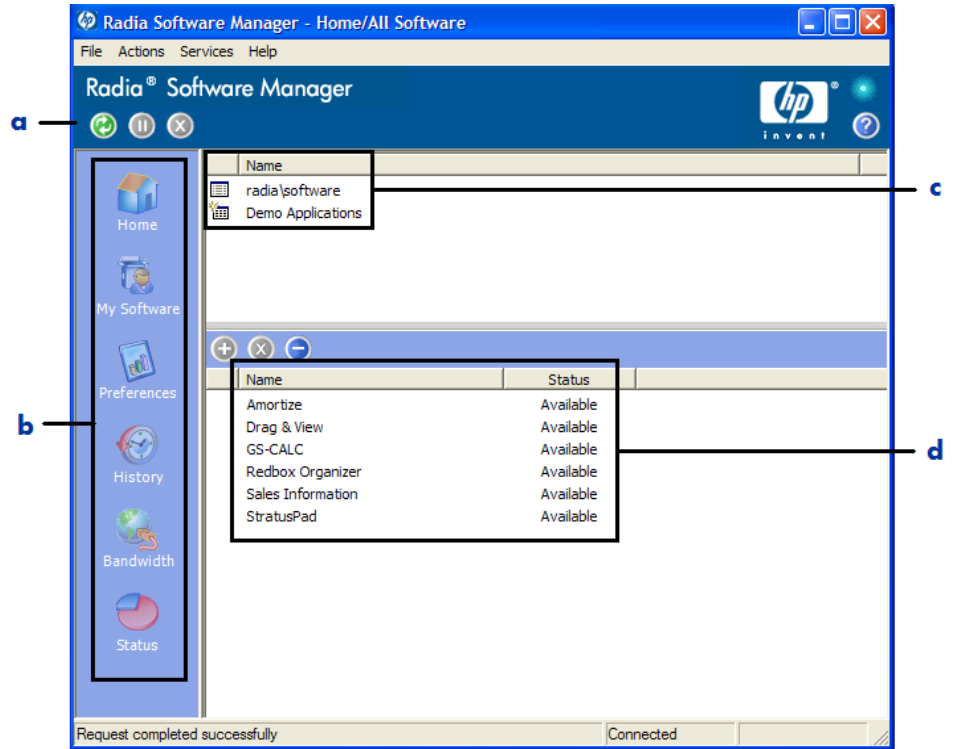 Radia Software Manager - Home/All Software
File Actions Services Help
Radia® Software Manager
hp®
invent
?
a
Name
radia\software
Demo Applications
c
Home
My Software
Preferences
History
Bandwidth
Status
b
Name Status
Amortize Available
Drag & View Available
GS-CALC Available
Redbox Organizer Available
Sales Information Available
StratusPad Available
d
Request completed successfully Connected